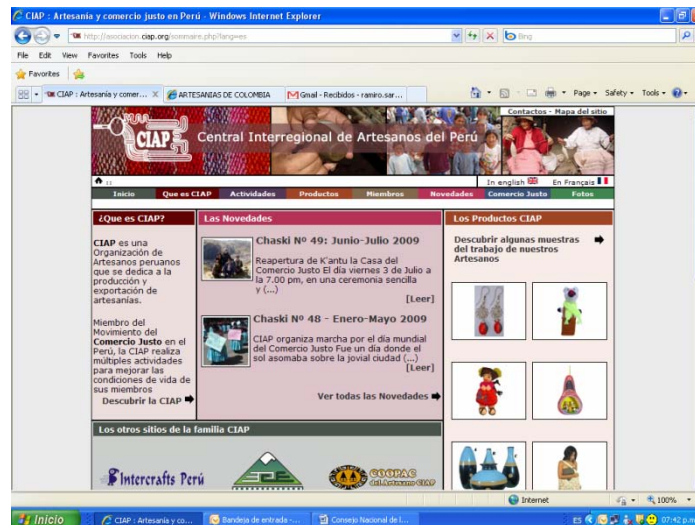 CIAP : Artesanía y comercio justo en Perú - Windows Internet Explorer
http://asociacion.ciap.org/sommaire.php?lang=es
Bing
File Edit View Favorites Tools Help
Favorites
CIAP : Artesanía y comer... X
ARTESANIAS DE COLOMBIA
Gmail - Recibidos - ramiro.sar...
Page Safety Tools
Contactos - Mapa del sitio
CIAP
Central Interregional de Artesanos del Perú
In english En Français
Inicio Que es CIAP Actividades Productos Miembros Novedades Comercio Justo Fotos
¿Que es CIAP?
CIAP es una
Organización de
Artesanos peruanos
que se dedica a la
producción y
exportación de
artesanías.
Miembro del
Movimiento del
Comercio Justo en el
Perú, la CIAP realiza
múltiples actividades
para mejorar las
condiciones de vida de
sus miembros
Descubrir la CIAP
Las Novedades
Chaski Nº 49: Junio-Julio 2009
Reapertura de K'antu la Casa del
Comercio Justo El día viernes 3 de Julio a
la 7.00 pm, en una ceremonia sencilla
y (...)
[Leer]
Chaski Nº 48 - Enero-Mayo 2009
CIAP organiza marcha por el día mundial
del Comercio Justo Fue un día donde el
sol asomaba sobre la jovial ciudad (...)
[Leer]
Ver todas las Novedades
Los Productos CIAP
Descubrir algunas muestras
del trabajo de nuestros
Artesanos
Los otros sitios de la familia CIAP
Intercrafts Perú
COOPAC
del Artesano CIAP
Internet
100%
Inicio
CIAP : Artesanía y co...
Bandeja de entrada -...
Consejo Nacional de l...
ES
07:42 p.m.